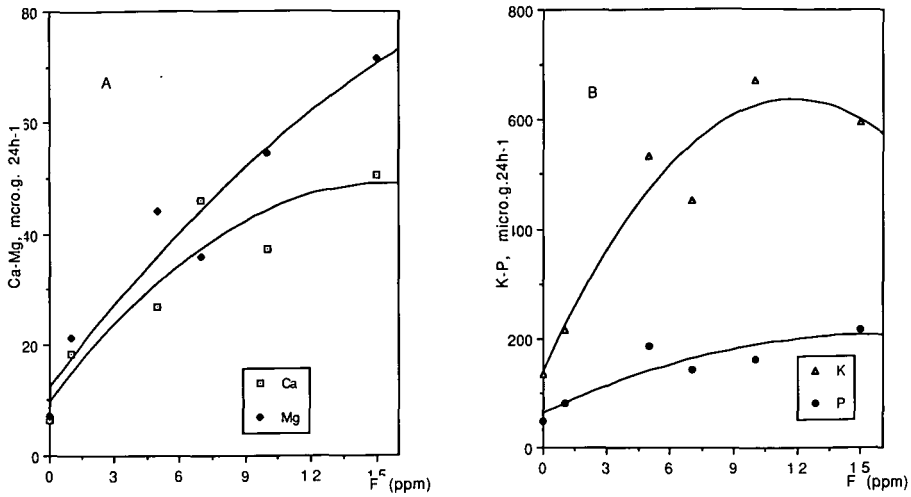 80
60
40
20
0
Ca-Mg, mcro.g. 24h-1
A
Ca
Mg
0 3 6 9 12 15
F (ppm)
800
600
400
200
0
K-P, micro.g.24h-1
B
K
P
0 3 6 9 12 15
F (ppm)